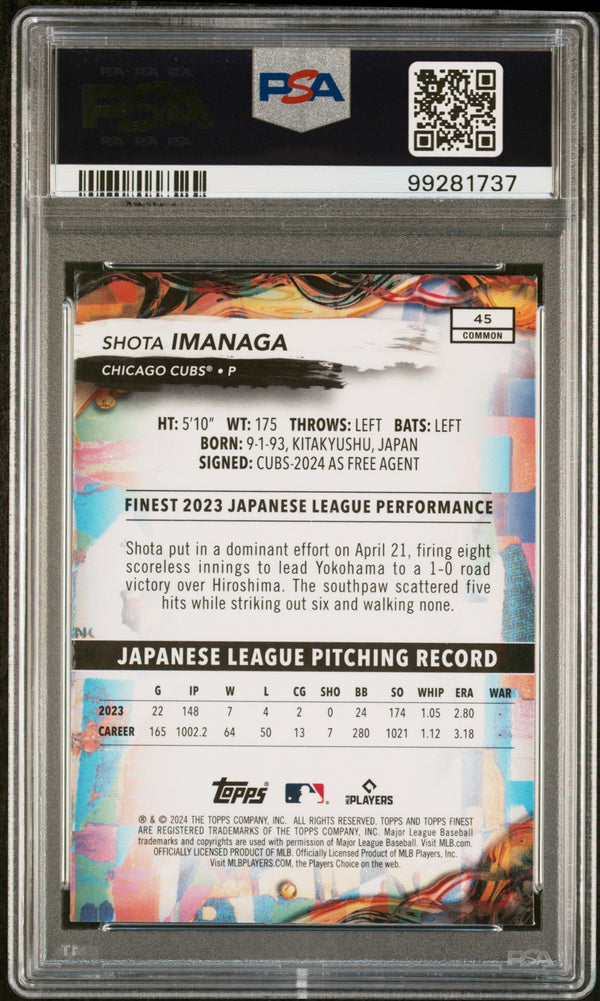 PSA PSA PSA
PSA
PSA PSA PSA
PSA
99281737
45
COMMON
SHOTA IMANAGA
CHICAGO CUBS® • P
HT: 5'10" WT: 175 THROWS: LEFT BATS: LEFT
BORN: 9-1-93, KITAKYUSHU, JAPAN
SIGNED: CUBS-2024 AS FREE AGENT
FINEST 2023 JAPANESE LEAGUE PERFORMANCE
Shota put in a dominant effort on April 21, firing eight
scoreless innings to lead Yokohama to a 1-0 road
victory over Hiroshima. The southpaw scattered five
hits while striking out six and walking none.
JAPANESE LEAGUE PITCHING RECORD
G IP W L CG SHO BB SO WHIP ERA WAR
2023 22 148 7 4 2 0 24 174 1.05 2.80 -
CAREER 165 1002.2 64 50 13 7 280 1021 1.12 3.18
Topps PLAYERS
® & © 2024 THE TOPPS COMPANY, INC. ALL RIGHTS RESERVED. TOPPS AND TOPPS FINEST
ARE REGISTERED TRADEMARKS OF THE TOPPS COMPANY, INC. Major League Baseball
trademarks and copyrights are used with permission of Major League Baseball. Visit MLB.com.
OFFICIALLY LICENSED PRODUCT OF MLB. Officially Licensed Product of MLB Players, Inc.
Visit MLBPLAYERS.COM, the Players Choice on the web.
PSA